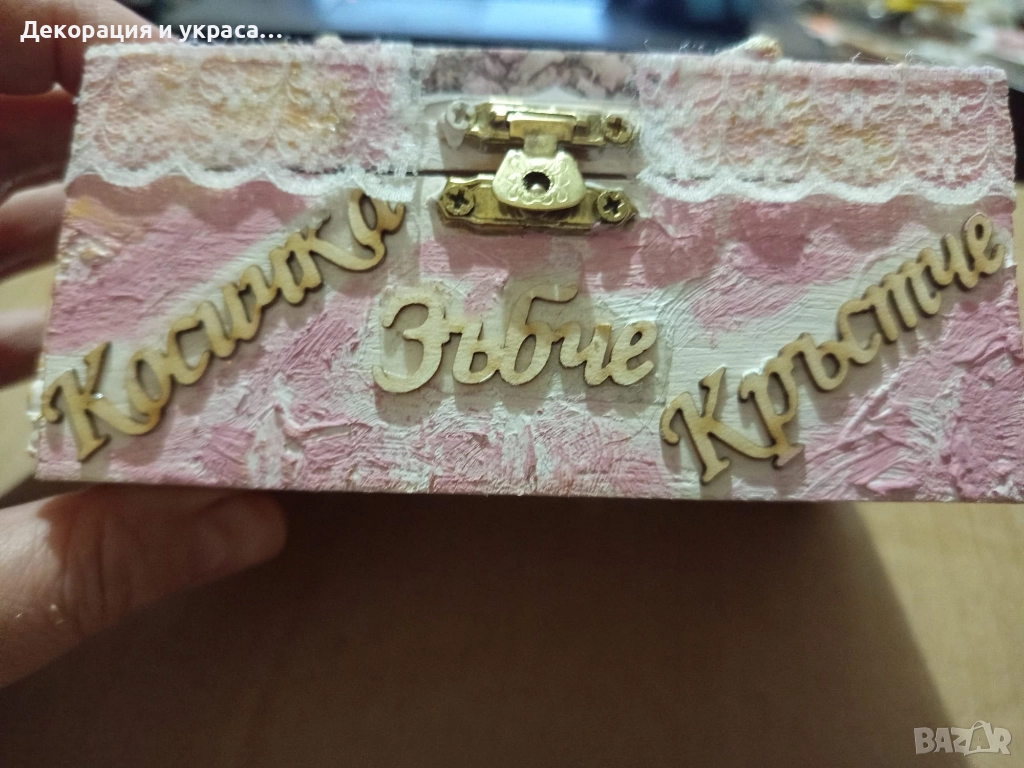 Декорация и украса...
Косичка
Зъбче
Кръстче
BAZAR